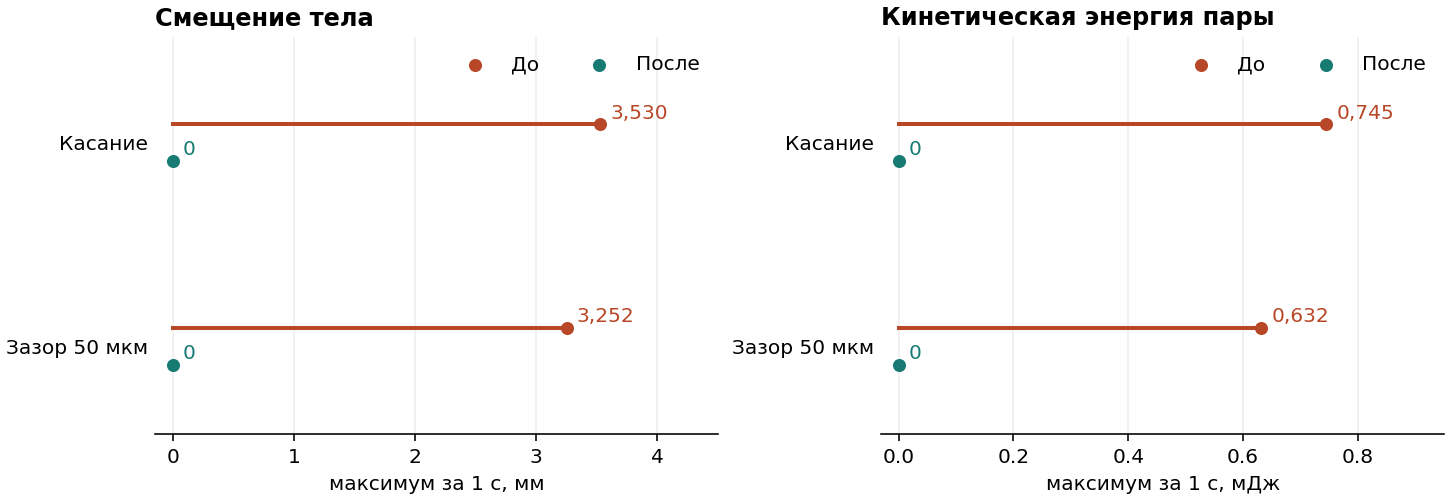 Смещение тела
До После
Касание
3,530
0
Зазор 50 мкм
3,252
0
0 1 2 3 4
максимум за 1 с, мм
Кинетическая энергия пары
До После
Касание
0,745
0
Зазор 50 мкм
0,632
0
0.0 0.2 0.4 0.6 0.8
максимум за 1 с, мДж